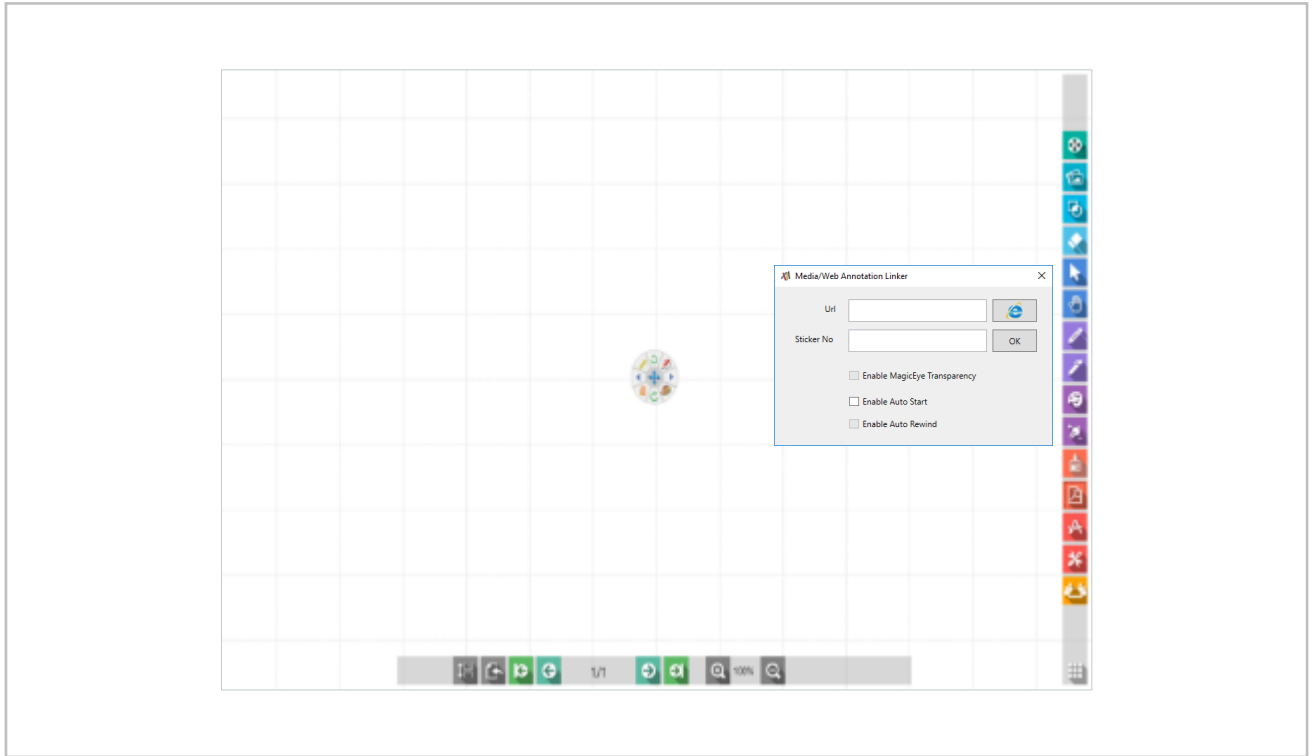 Media/Web Annotation Linker
Url
Sticker No
OK
Enable MagicEye Transparency
Enable Auto Start
Enable Auto Rewind
1/1
100%